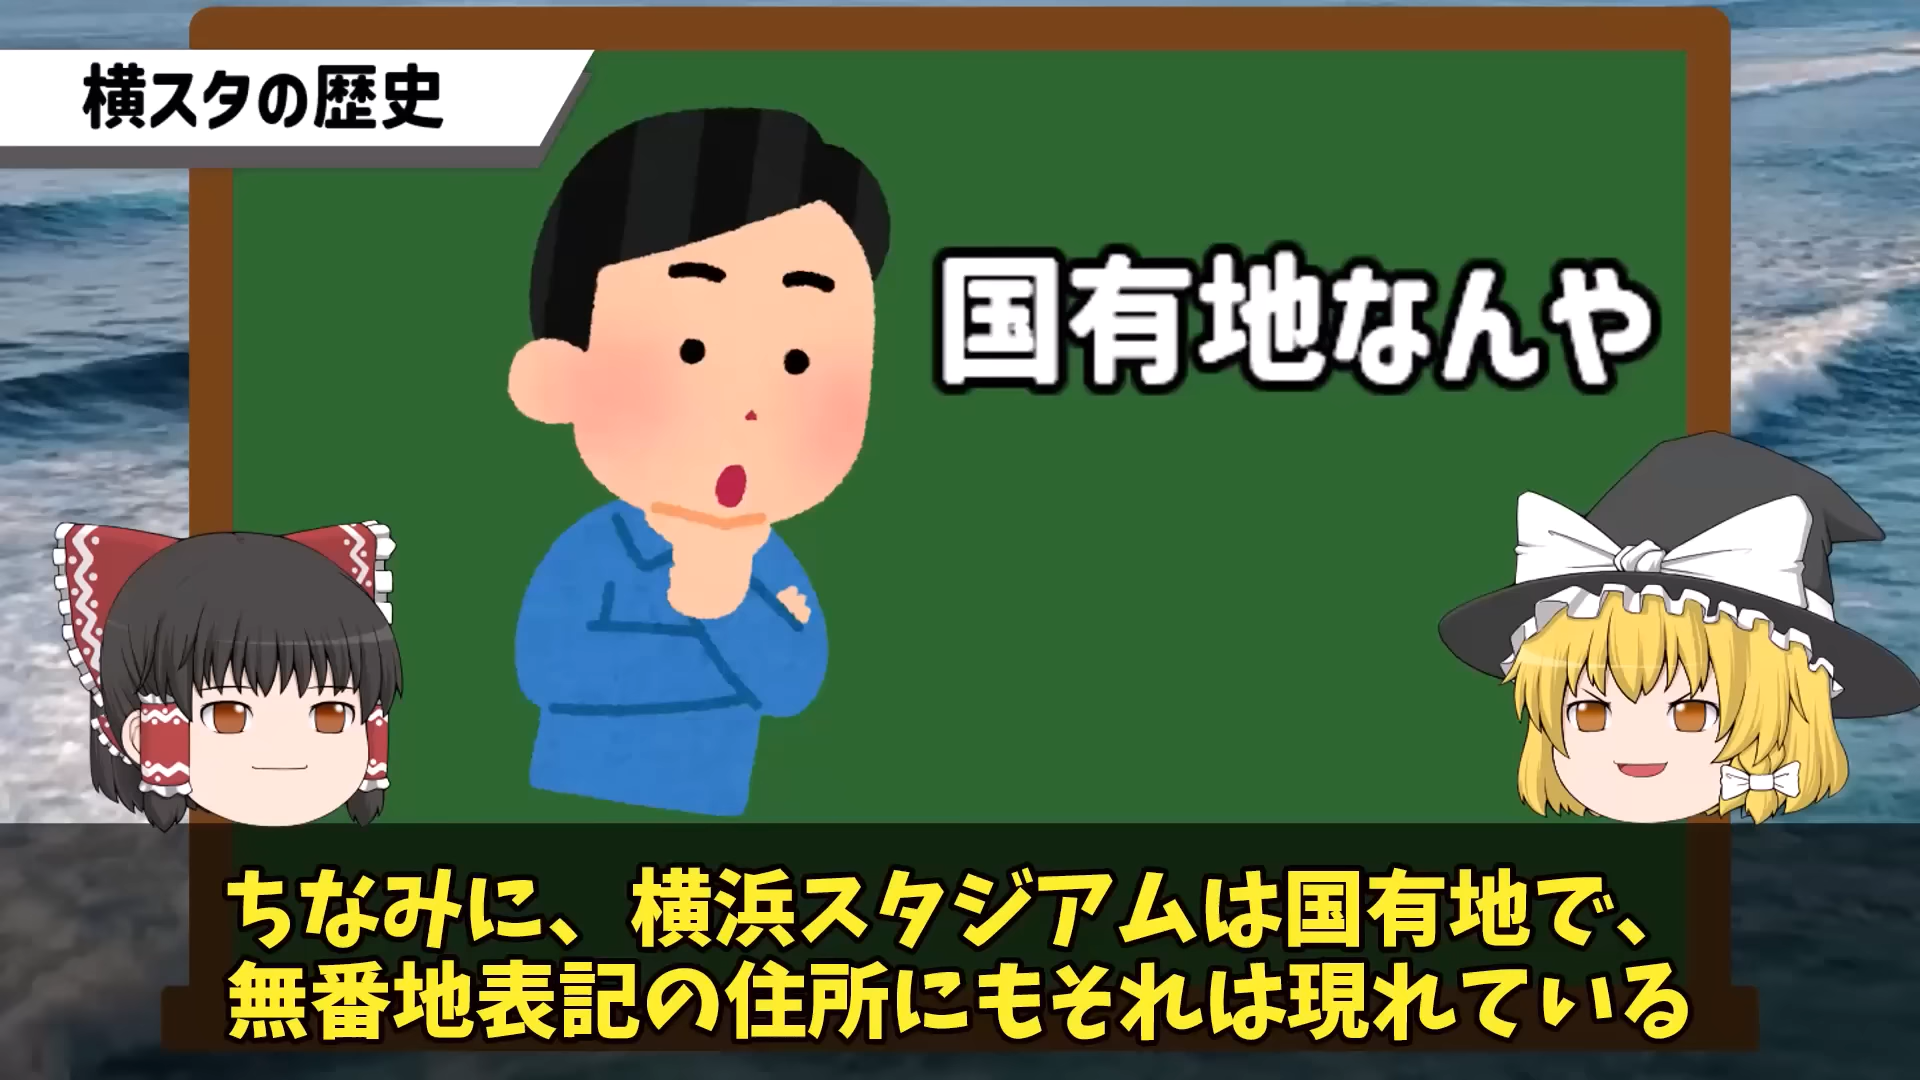 横スタの歴史
国有地なんや
ちなみに、横浜スタジアムは国有地で、
無番地表記の住所にもそれは現れている